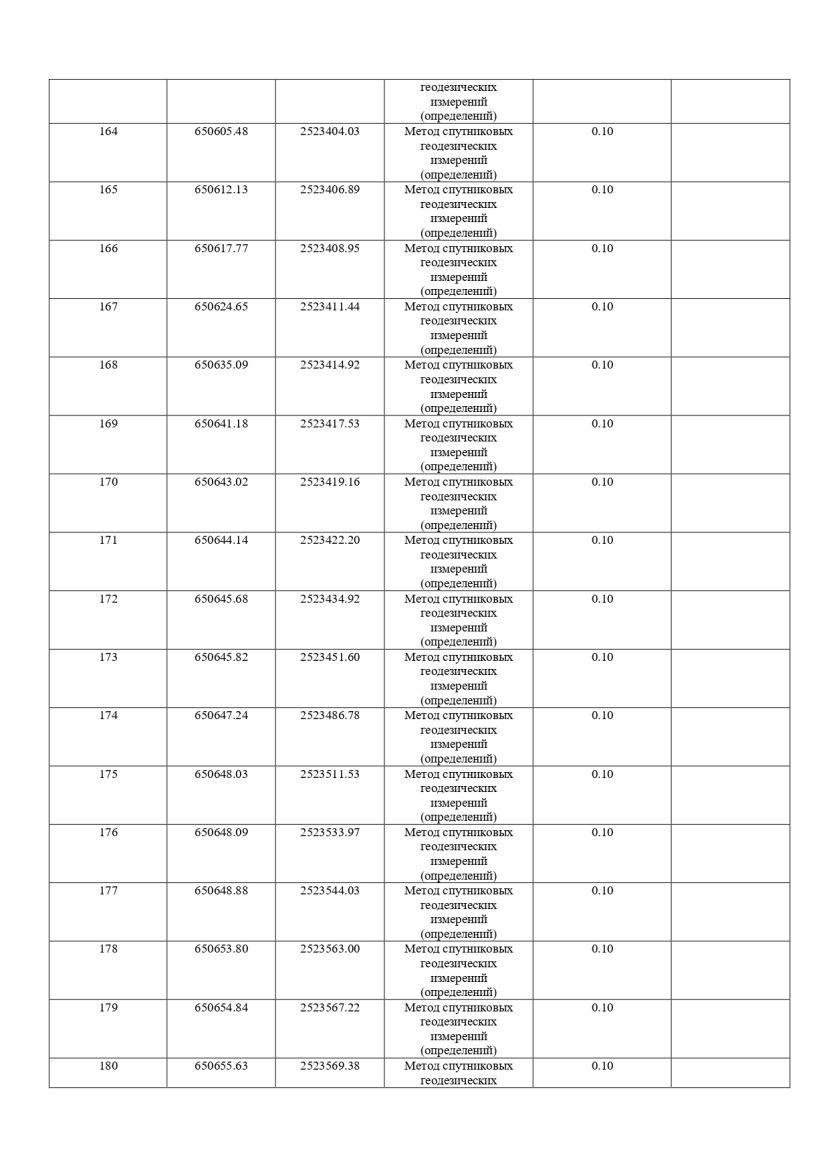 геодезических
измерений
(определений)
164 650605.48 2523404.03 Метод спутниковых 0.10
геодезических
измерений
(определений)
165 650612.13 2523406.89 Метод спутниковых 0.10
геодезических
измерений
(определений)
166 650617.77 2523408.95 Метод спутниковых 0.10
геодезических
измерений
(определений)
167 650624.65 2523411.44 Метод спутниковых 0.10
геодезических
измерений
(определений)
168 650635.09 2523414.92 Метод спутниковых 0.10
геодезических
измерений
(определений)
169 650641.18 2523417.53 Метод спутниковых 0.10
геодезических
измерений
(определений)
170 650643.02 2523419.16 Метод спутниковых 0.10
геодезических
измерений
(определений)
171 650644.14 2523422.20 Метод спутниковых 0.10
геодезических
измерений
(определений)
172 650645.68 2523434.92 Метод спутниковых 0.10
геодезических
измерений
(определений)
173 650645.82 2523451.60 Метод спутниковых 0.10
геодезических
измерений
(определений)
174 650647.24 2523486.78 Метод спутниковых 0.10
геодезических
измерений
(определений)
175 650648.03 2523511.53 Метод спутниковых 0.10
геодезических
измерений
(определений)
176 650648.09 2523533.97 Метод спутниковых 0.10
геодезических
измерений
(определений)
177 650648.88 2523544.03 Метод спутниковых 0.10
геодезических
измерений
(определений)
178 650653.80 2523563.00 Метод спутниковых 0.10
геодезических
измерений
(определений)
179 650654.84 2523567.22 Метод спутниковых 0.10
геодезических
измерений
(определений)
180 650655.63 2523569.38 Метод спутниковых 0.10
геодезических